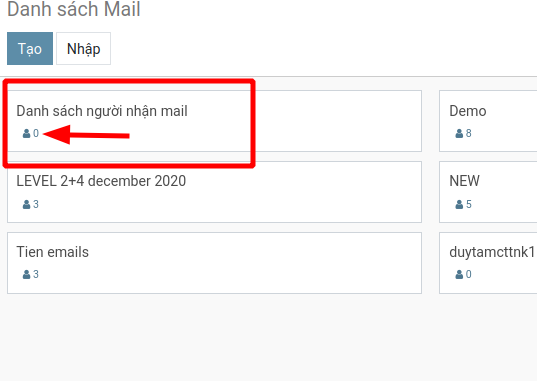 Danh sách Mail
Tạo Nhập
Danh sách người nhận mail
0
Demo
8
LEVEL 2+4 december 2020
3
NEW
5
Tien emails
3
duytamcttnk1
0